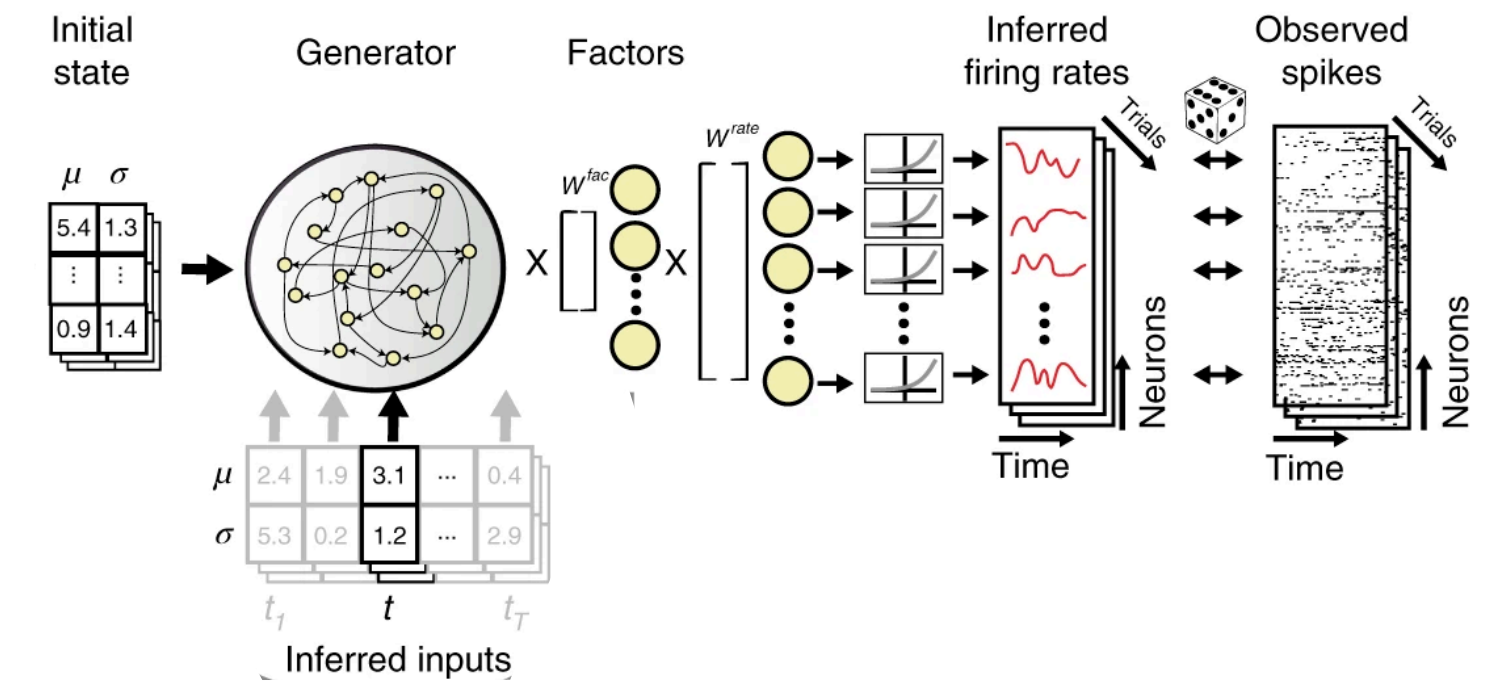 Initial
state
Generator
Factors
Inferred
firing rates
Observed
spikes
μ σ
5.4 1.3
⋮ ⋮
0.9 1.4
X
W^fac
X
W^rate
Trials
Neurons
Time
Trials
Neurons
Time
μ 2.4 1.9 3.1 ... 0.4
σ 5.3 0.2 1.2 ... 2.9
t_1 t t_T
Inferred inputs